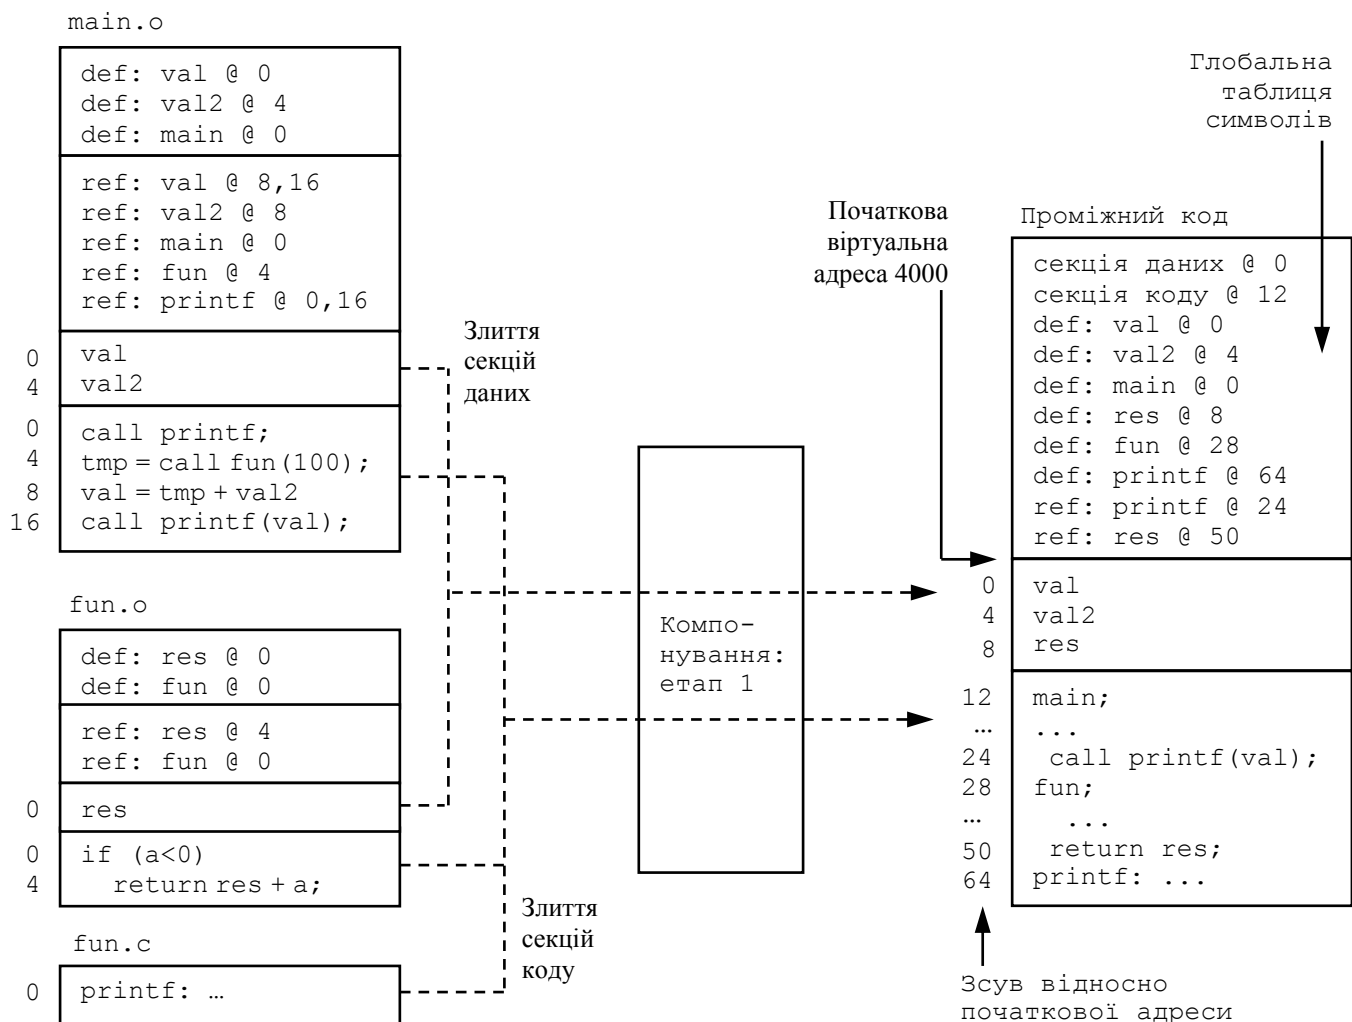 main.o
def: val @ 0
def: val2 @ 4
def: main @ 0
ref: val @ 8,16
ref: val2 @ 8
ref: main @ 0
ref: fun @ 4
ref: printf @ 0,16
0 val
4 val2
0 call printf;
4 tmp = call fun(100);
8 val = tmp + val2
16 call printf(val);
fun.o
def: res @ 0
def: fun @ 0
ref: res @ 4
ref: fun @ 0
0 res
0 if (a<0)
4 return res + a;
fun.c
0 printf: …
Злиття
секцій
даних
Злиття
секцій
коду
Компо-
нування:
етап 1
Початкова
віртуальна
адреса 4000
Глобальна
таблиця
символів
Проміжний код
секція даних @ 0
секція коду @ 12
def: val @ 0
def: val2 @ 4
def: main @ 0
def: res @ 8
def: fun @ 28
def: printf @ 64
ref: printf @ 24
ref: res @ 50
0 val
4 val2
8 res
12 main;
… ...
24 call printf(val);
28 fun;
… ...
50 return res;
64 printf: ...
Зсув відносно
початкової адреси